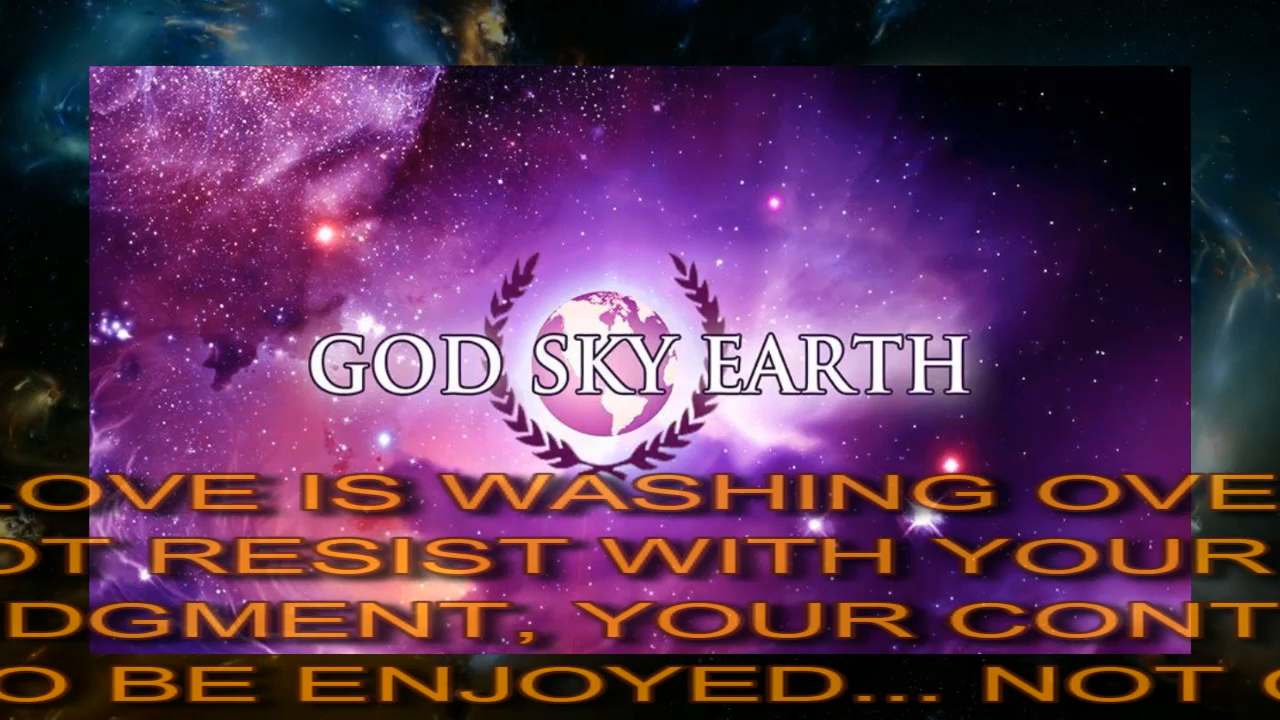 GOD SKY EARTH
LOVE IS WASHING OVE
OT RESIST WITH YOUR
DGMENT, YOUR CONT
O BE ENJOYED... NOT